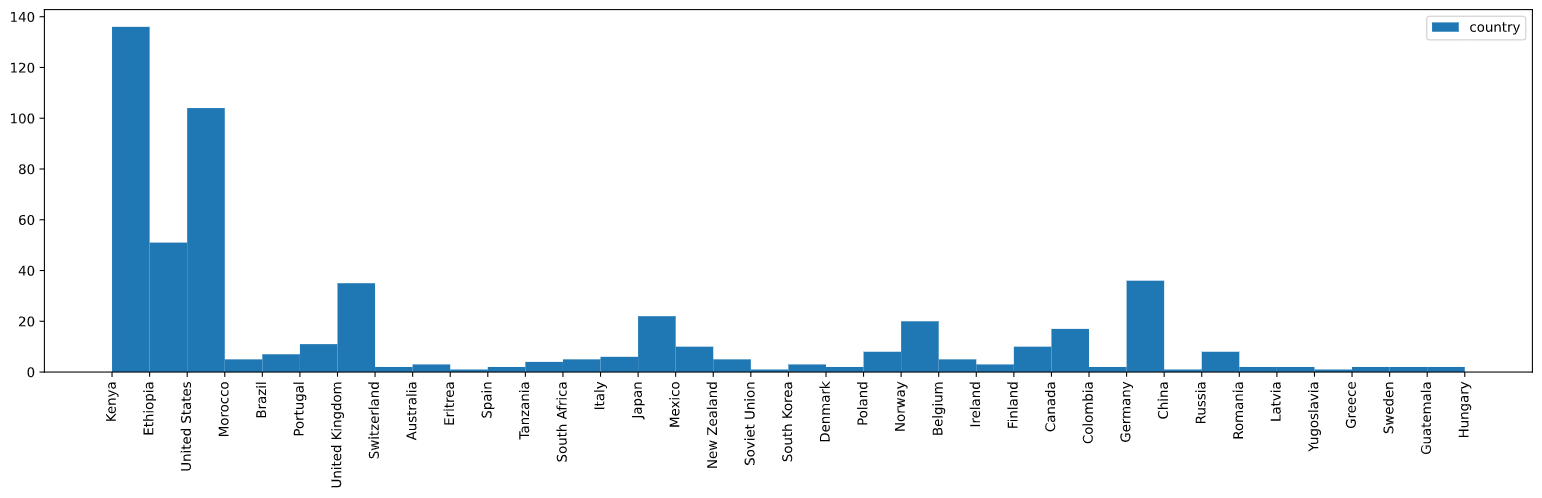 country
140
120
100
80
60
40
20
0
Kenya
Ethiopia
United States
Morocco
Brazil
Portugal
United Kingdom
Switzerland
Australia
Eritrea
Spain
Tanzania
South Africa
Italy
Japan
Mexico
New Zealand
Soviet Union
South Korea
Denmark
Poland
Norway
Belgium
Ireland
Finland
Canada
Colombia
Germany
China
Russia
Romania
Latvia
Yugoslavia
Greece
Sweden
Guatemala
Hungary